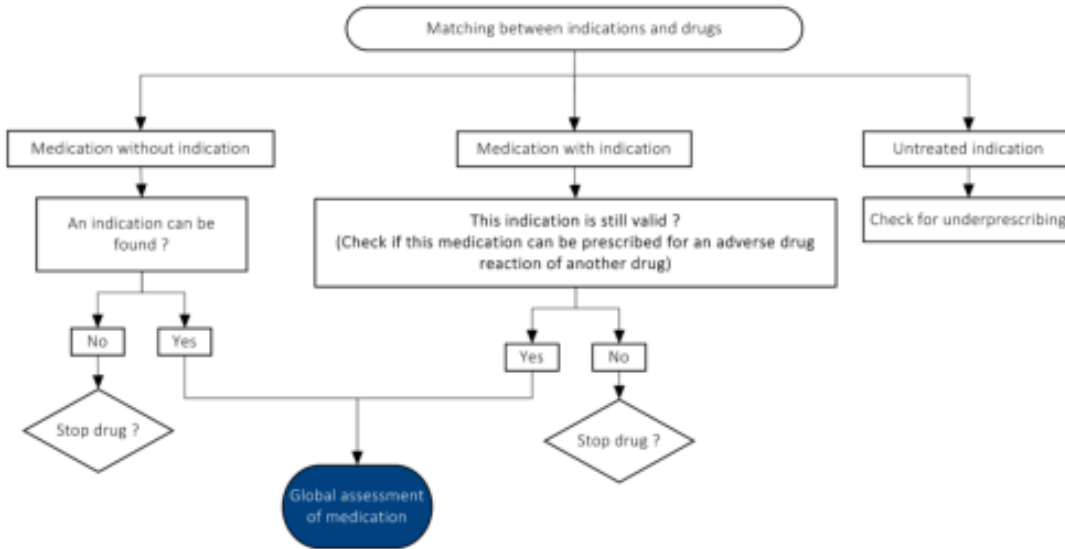 Matching between indications and drugs
Medication without indication
Medication with indication
Untreated indication
An indication can be
found ?
This indication is still valid ?
(Check if this medication can be prescribed for an adverse drug
reaction of another drug)
Check for underprescribing
No
Yes
Yes
No
Stop drug ?
Stop drug ?
Global assessment
of medication